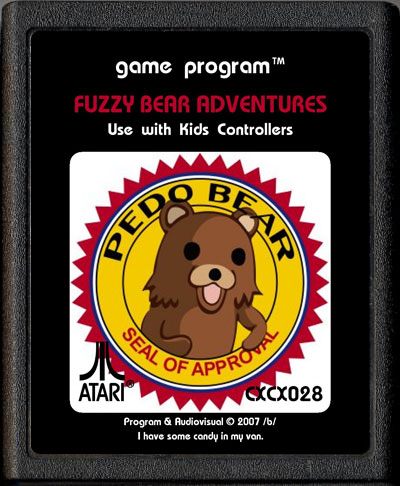 game program™
FUZZY BEAR ADVENTURES
Use with Kids Controllers
PEDO BEAR
SEAL OF APPROVAL
ATARI®
CXCX028
Program & Audiovisual © 2007 /b/
I have some candy in my van.